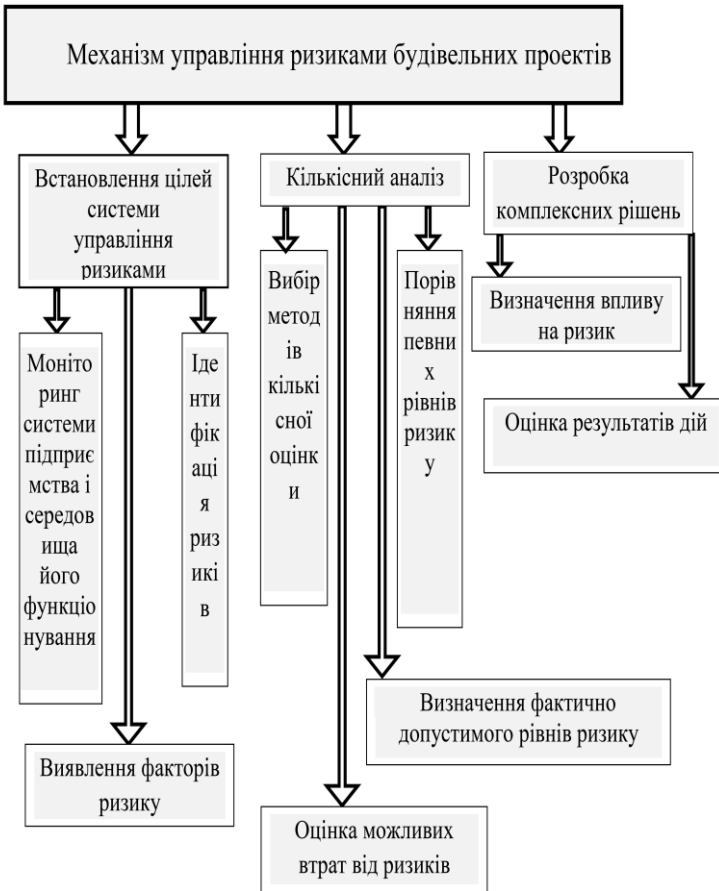 Механізм управління ризиками будівельних проектів
Встановлення цілей
системи
управління
ризиками
Кількісний аналіз
Розробка
комплексних рішень
Моніто
ринг
системи
підприє
мства і
середов
ища
його
функціо
нування
Іде
нти
фік
аці
я
риз
икі
в
Вибір
метод
ів
кількі
сної
оцінк
и
Порів
няння
певни
х
рівнів
ризик
у
Визначення впливу
на ризик
Оцінка результатів дій
Визначення фактично
допустимого рівнів ризику
Виявлення факторів
ризику
Оцінка можливих
втрат від ризиків